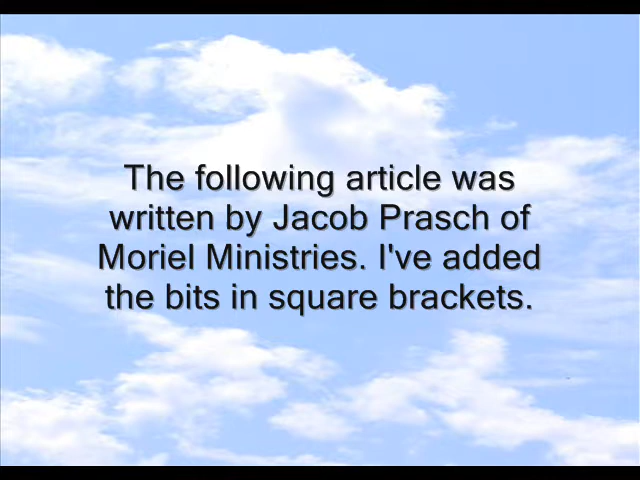 The following article was
written by Jacob Prasch of
Moriel Ministries. I've added
the bits in square brackets.